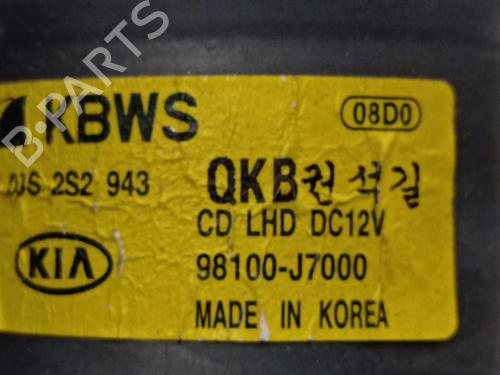 KBWS
08D0
2S2 943
QKB권석길
CD LHD DC12V
KIA
98100-J7000
MADE IN KOREA
B-PARTS